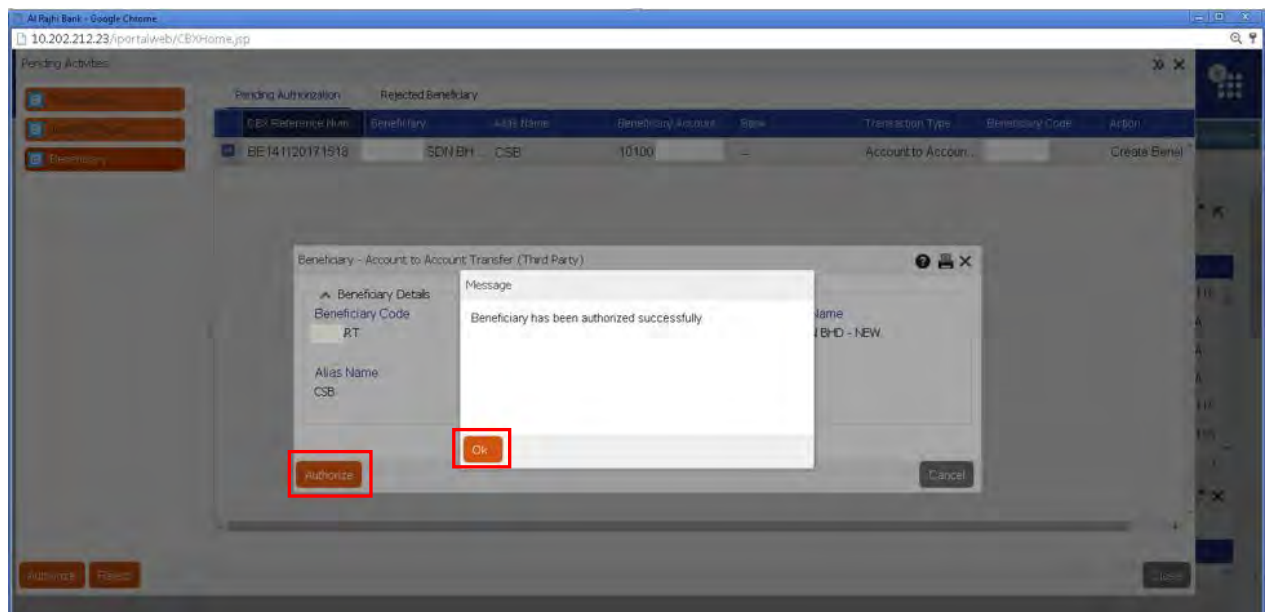 Al Rajhi Bank - Google Chrome
10.202.212.23/iportalweb/CBXHome.jsp
Pending Activities
Pending Authorization Rejected Beneficiary
CBX Reference Num Beneficiary Alias Name Beneficiary Account Bank Transaction Type Beneficiary Code Action
BE141120171518 SDN BH... CSB 10100 -- Account to Accoun... Create Benef
Beneficiary
Beneficiary - Account to Account Transfer (Third Party)
Beneficiary Details
Beneficiary Code
RT
Name
BHD - NEW
Alias Name
CSB
Message
Beneficiary has been authorized successfully
Ok
Authorize Cancel
Authorize Reject Close